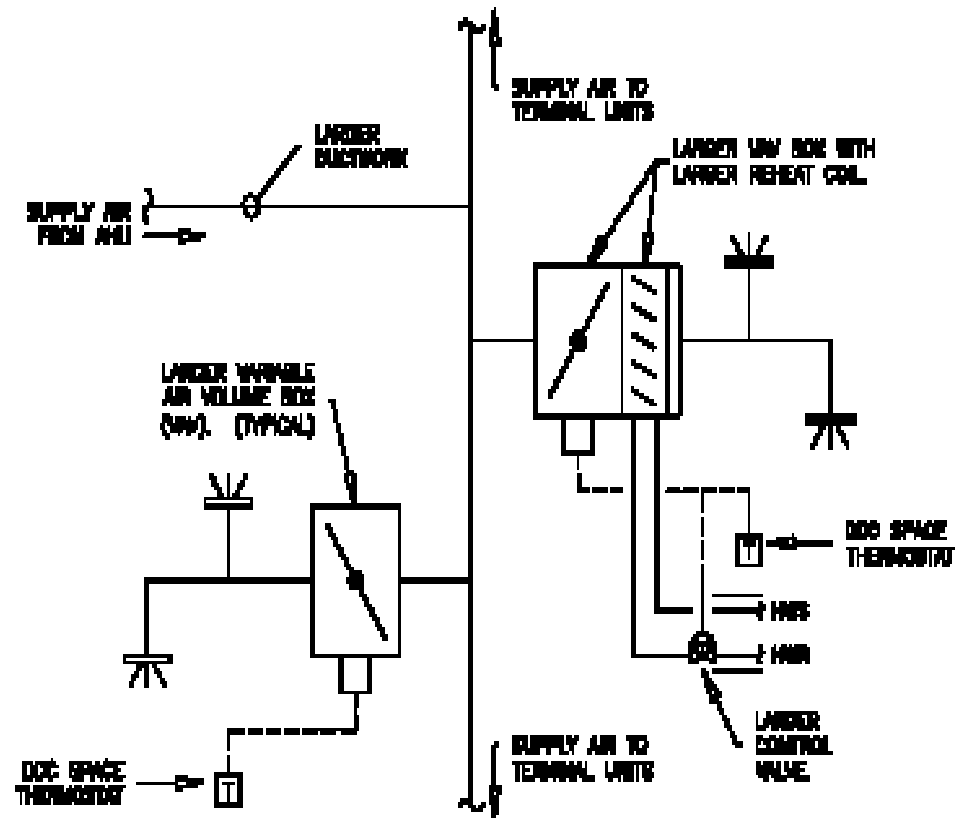 SUPPLY AIR TO
TERMINAL UNITS
LARGER
DUCTWORK
LARGER VAV BOX WITH
LARGER REHEAT COIL.
SUPPLY AIR
FROM AHU
LARGER VARIABLE
AIR VOLUME BOX
(VAV). (TYPICAL)
DDC SPACE
THERMOSTAT
T
HWS
HWR
LARGER
CONTROL
VALVE.
SUPPLY AIR TO
TERMINAL UNITS
DDC SPACE
THERMOSTAT
T